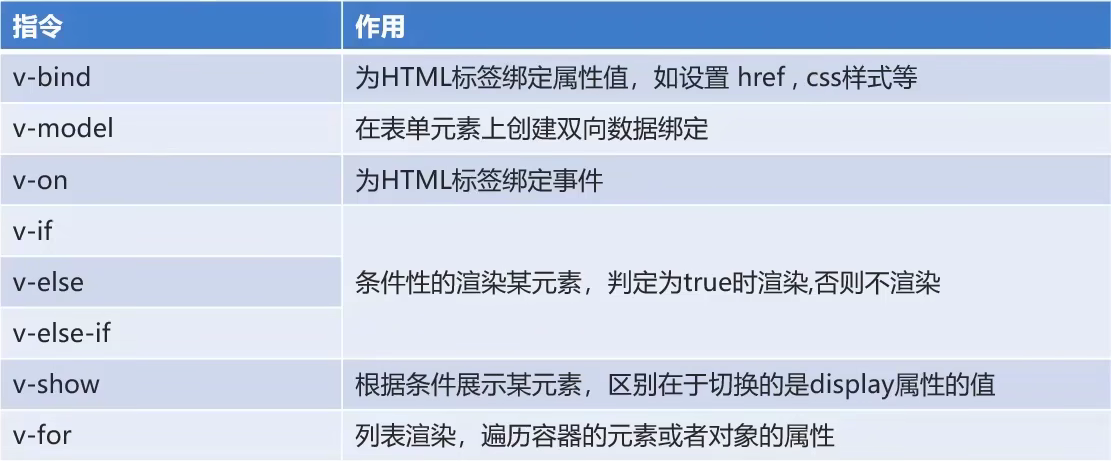 指令 作用
v-bind 为HTML标签绑定属性值，如设置 href , css样式等
v-model 在表单元素上创建双向数据绑定
v-on 为HTML标签绑定事件
v-if
v-else 条件性的渲染某元素，判定为true时渲染,否则不渲染
v-else-if
v-show 根据条件展示某元素，区别在于切换的是display属性的值
v-for 列表渲染，遍历容器的元素或者对象的属性